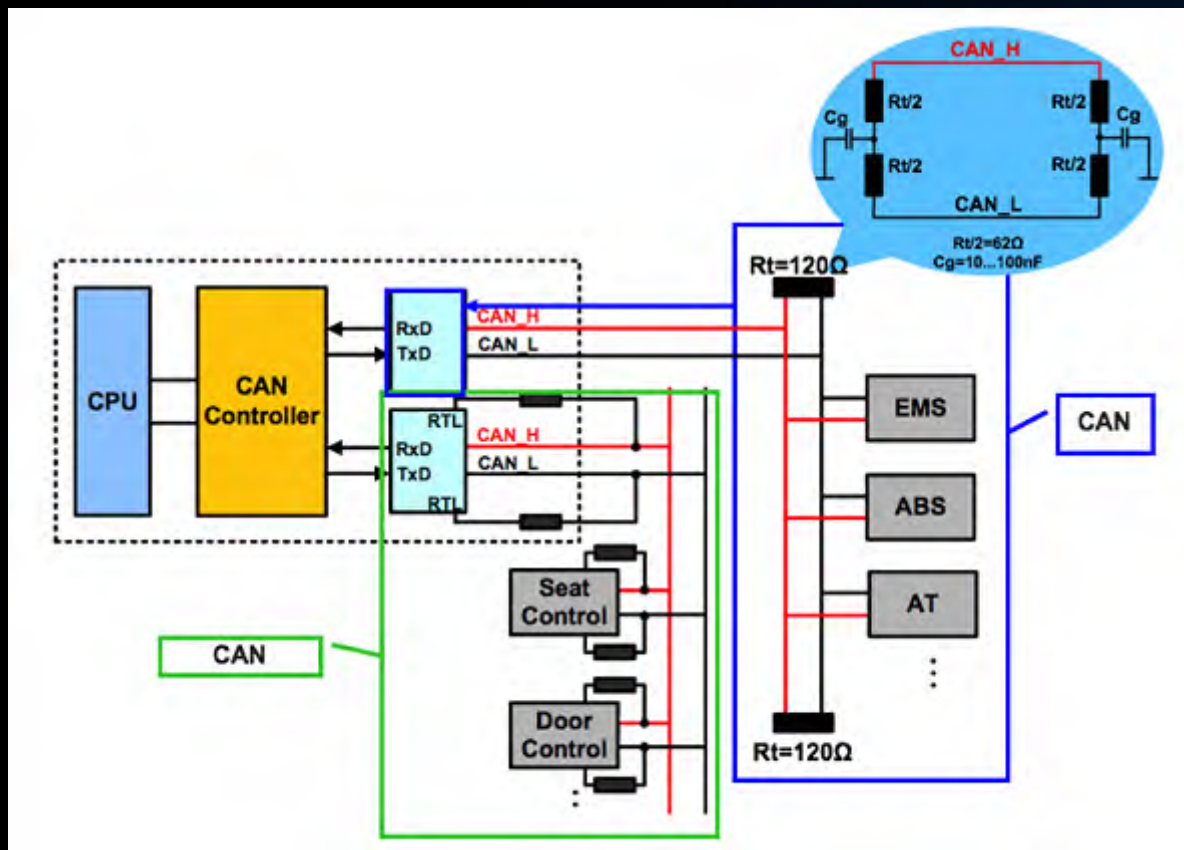 CAN_H
Rt/2
Rt/2
Cg
Cg
Rt/2
Rt/2
CAN_L
Rt/2=62Ω
Cg=10...100nF
Rt=120Ω
CPU
CAN
Controller
RxD
TxD
CAN_H
CAN_L
RTL
RxD
TxD
RTL
CAN_H
CAN_L
EMS
ABS
AT
CAN
Seat
Control
CAN
Door
Control
Rt=120Ω